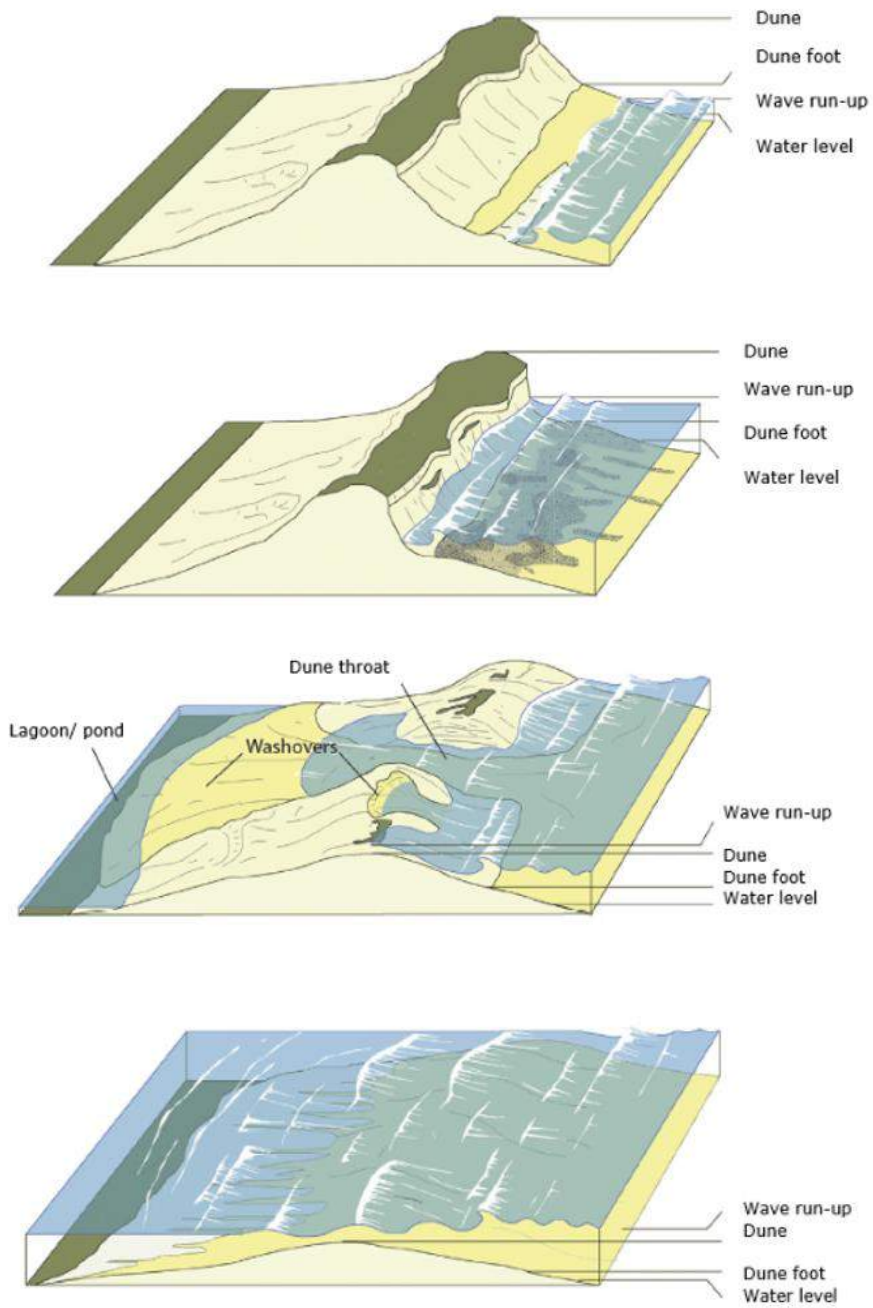 Dune
Dune foot
Wave run-up
Water level
Dune
Wave run-up
Dune foot
Water level
Dune throat
Lagoon/ pond
Washovers
Wave run-up
Dune
Dune foot
Water level
Wave run-up
Dune
Dune foot
Water level